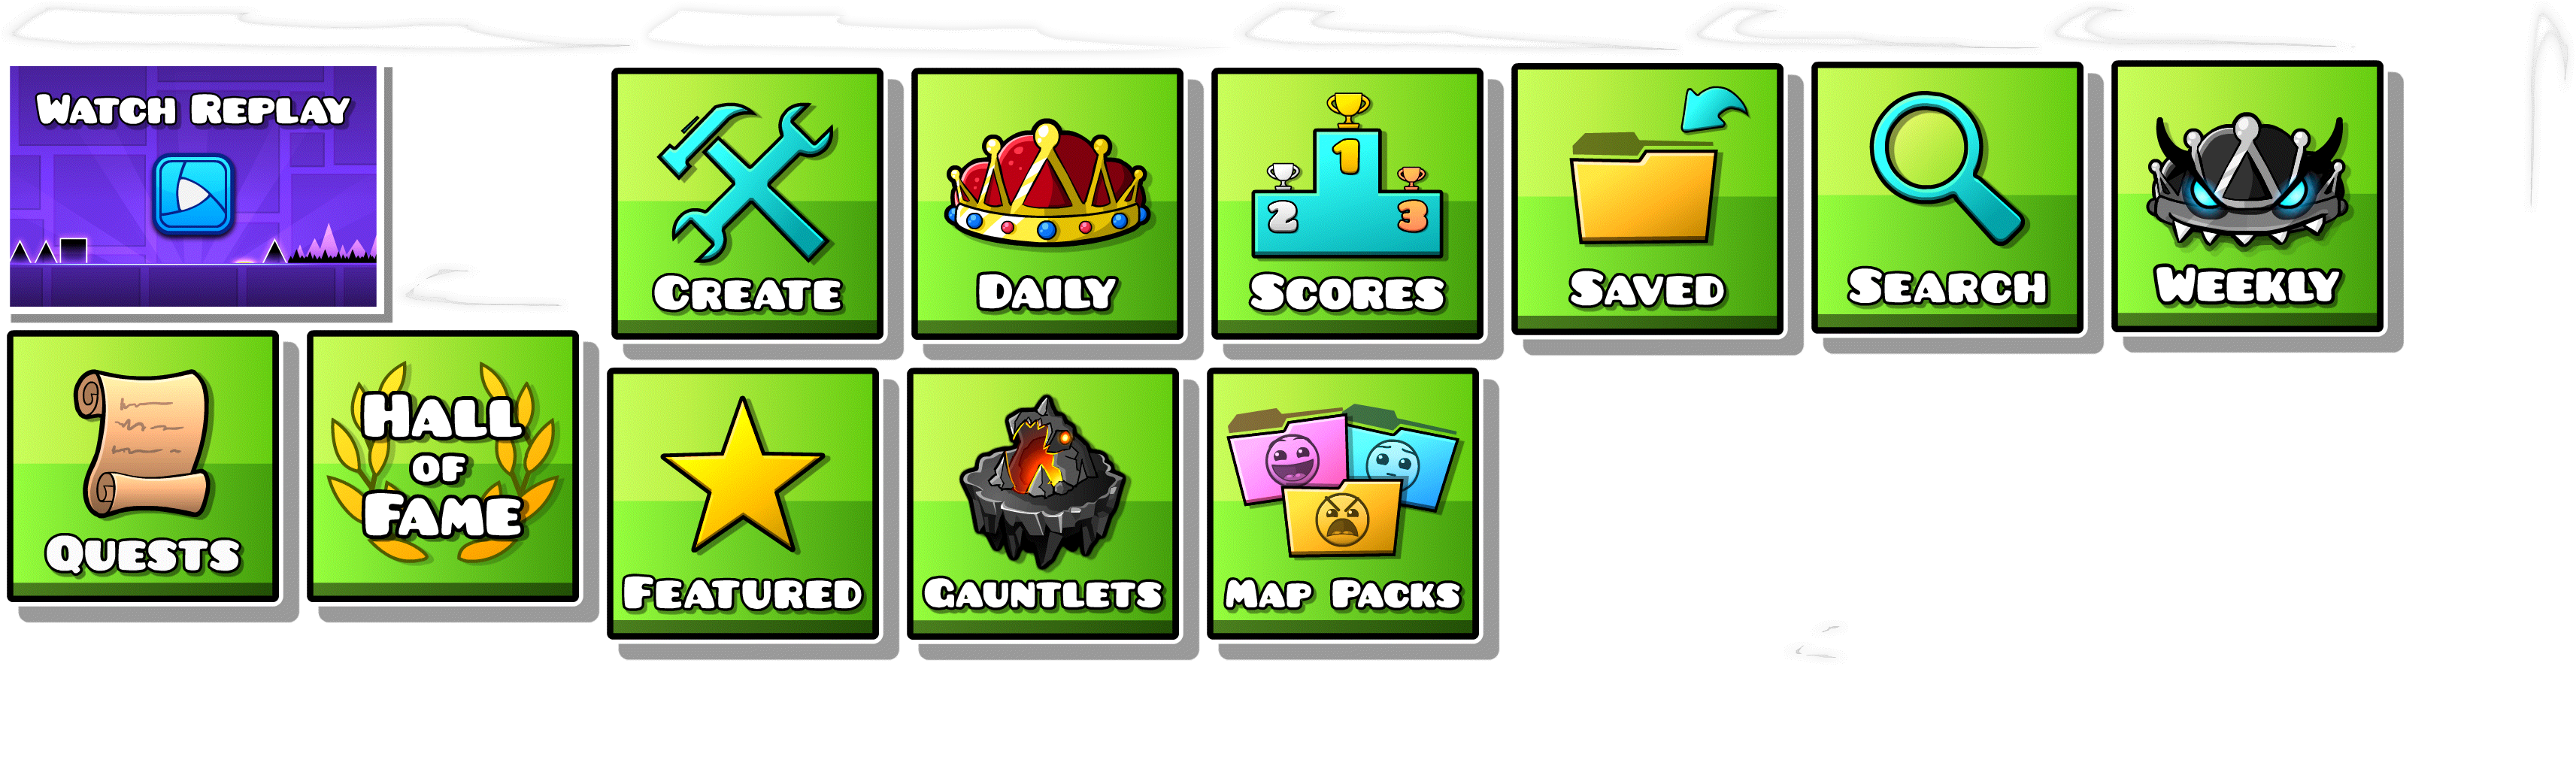 WATCH REPLAY
CREATE
DAILY
1
2
3
SCORES
SAVED
SEARCH
WEEKLY
QUESTS
HALL
OF
FAME
FEATURED
GAUNTLETS
MAP PACKS